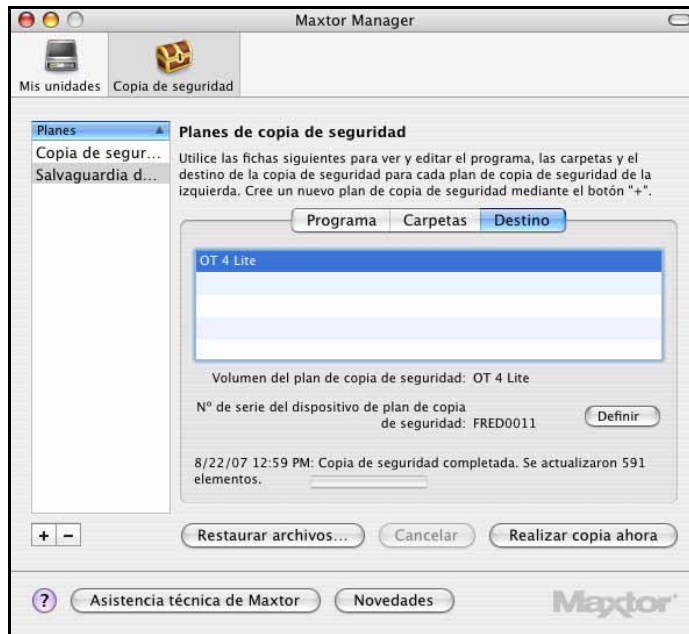 Maxtor Manager
Mis unidades
Copia de seguridad
Planes
Copia de segur...
Salvaguardia d...
Planes de copia de seguridad
Utilice las fichas siguientes para ver y editar el programa, las carpetas y el
destino de la copia de seguridad para cada plan de copia de seguridad de la
izquierda. Cree un nuevo plan de copia de seguridad mediante el botón "+".
Programa
Carpetas
Destino
OT 4 Lite
Volumen del plan de copia de seguridad: OT 4 Lite
Nº de serie del dispositivo de plan de copia
de seguridad: FRED0011
Definir
8/22/07 12:59 PM: Copia de seguridad completada. Se actualizaron 591
elementos.
+ −
Restaurar archivos...
Cancelar
Realizar copia ahora
?
Asistencia técnica de Maxtor
Novedades
Maxtor